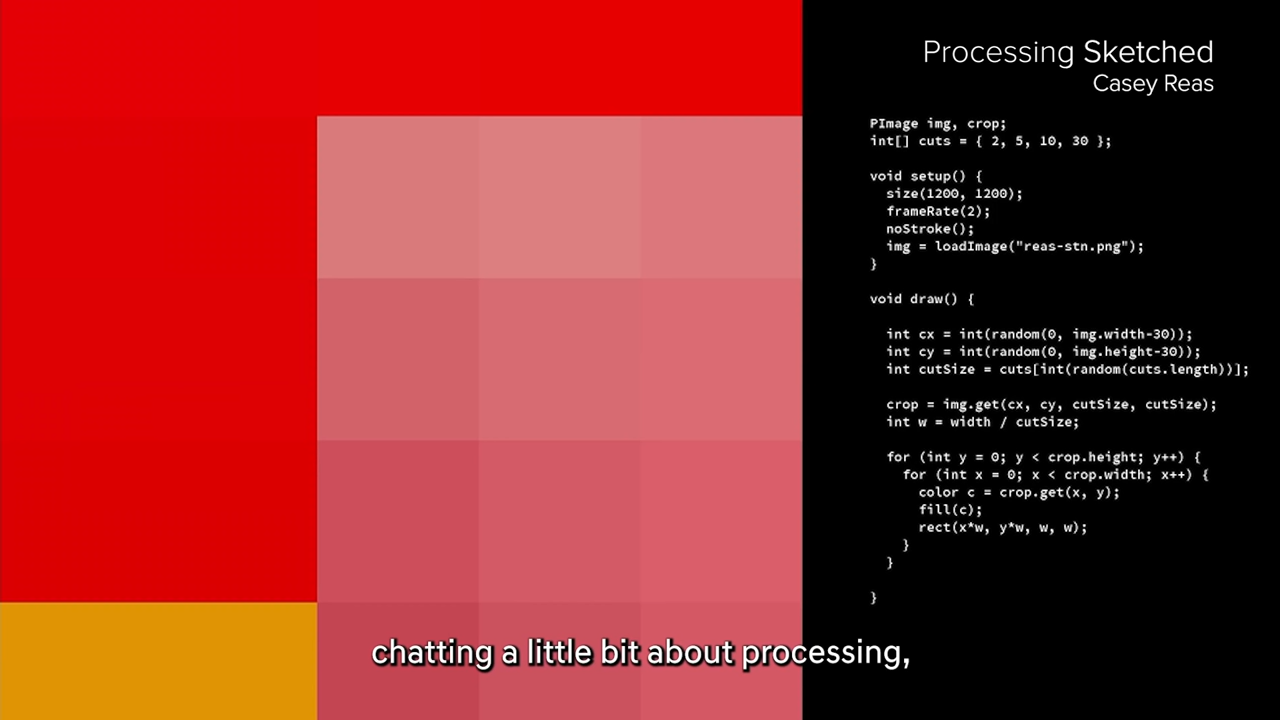 Processing Sketched
Casey Reas
PImage img, crop;
int[] cuts = { 2, 5, 10, 30 };
void setup() {
  size(1200, 1200);
  frameRate(2);
  noStroke();
  img = loadImage("reas-stn.png");
}
void draw() {
  int cx = int(random(0, img.width-30));
  int cy = int(random(0, img.height-30));
  int cutSize = cuts[int(random(cuts.length))];
  crop = img.get(cx, cy, cutSize, cutSize);
  int w = width / cutSize;
  for (int y = 0; y < crop.height; y++) {
    for (int x = 0; x < crop.width; x++) {
      color c = crop.get(x, y);
      fill(c);
      rect(x*w, y*w, w, w);
    }
  }
}
chatting a little bit about processing,